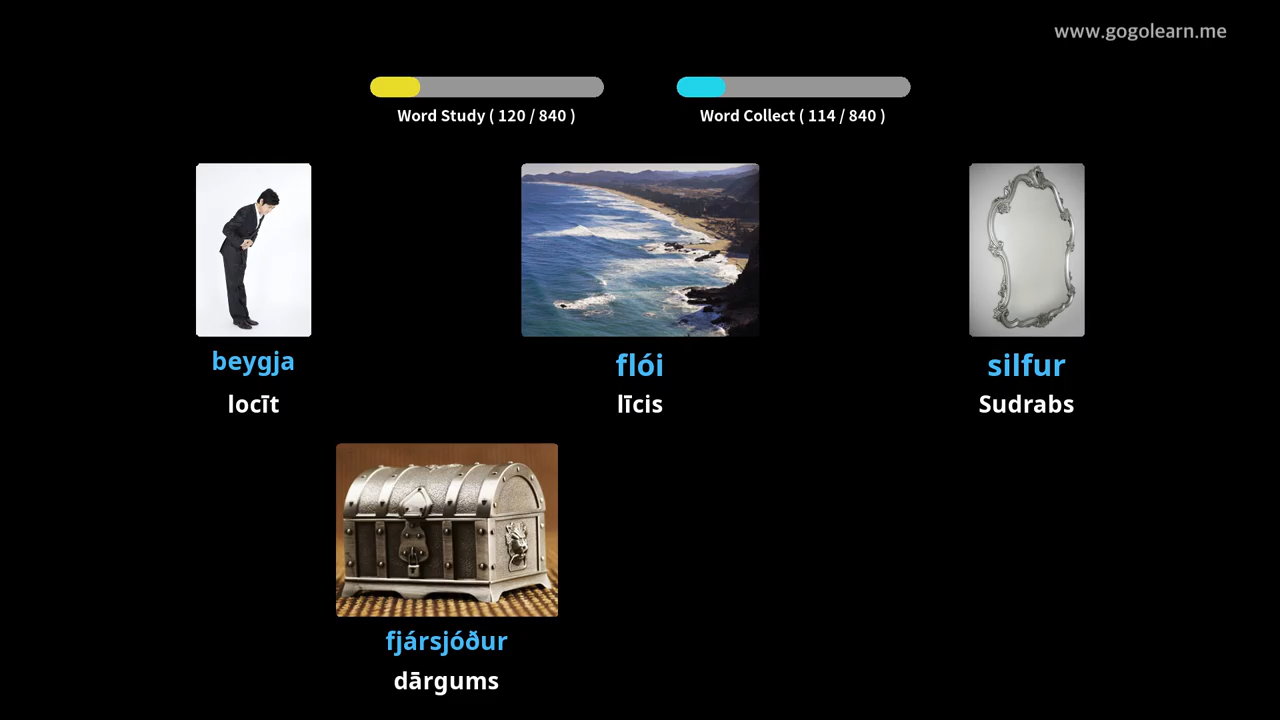 www.gogolearn.me
Word Study ( 120 / 840 )
Word Collect ( 114 / 840 )
beygja
flói
silfur
locīt
līcis
Sudrabs
fjársjóður
dārgums